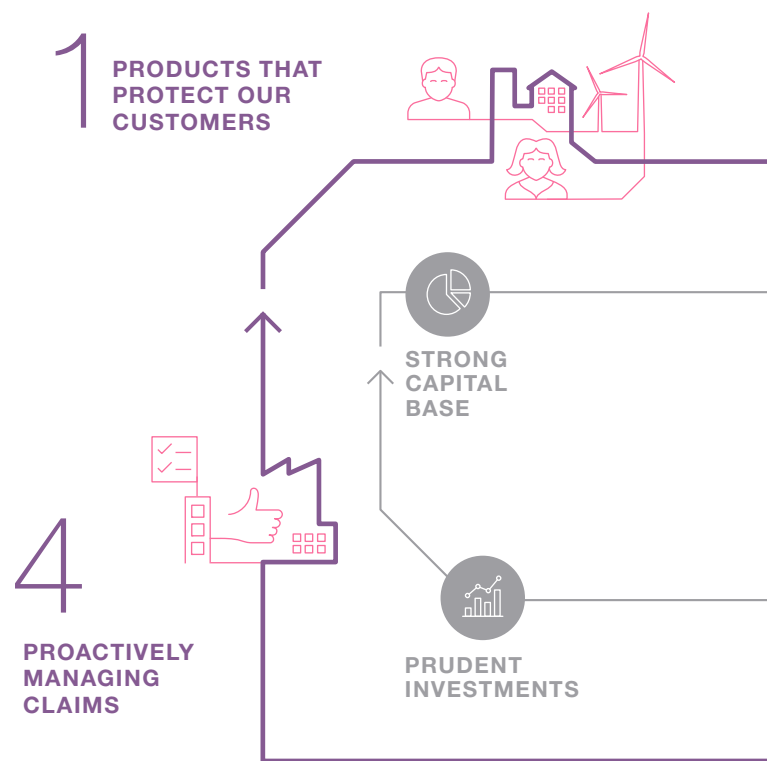 1
PRODUCTS THAT
PROTECT OUR
CUSTOMERS
STRONG
CAPITAL
BASE
4
PROACTIVELY
MANAGING
CLAIMS
PRUDENT
INVESTMENTS